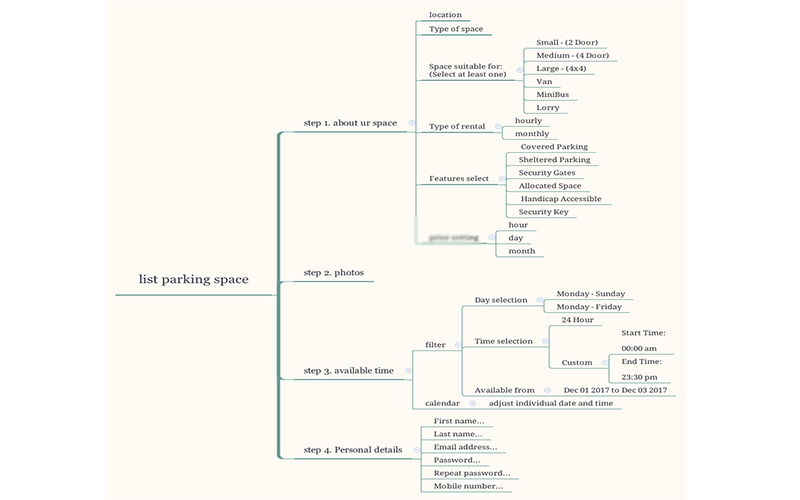 list parking space
step 1. about ur space
location
Type of space
Space suitable for:
(Select at least one)
Small - (2 Door)
Medium - (4 Door)
Large - (4x4)
Van
MiniBus
Lorry
Type of rental
hourly
monthly
Features select
Covered Parking
Sheltered Parking
Security Gates
Allocated Space
Handicap Accessible
Security Key
hour
day
month
step 2. photos
step 3. available time
filter
Day selection
Monday - Sunday
Monday - Friday
Time selection
24 Hour
Custom
Start Time:
00:00 am
End Time:
23:30 pm
Available from
Dec 01 2017 to Dec 03 2017
calendar
adjust individual date and time
step 4. Personal details
First name...
Last name...
Email address...
Password...
Repeat password...
Mobile number...